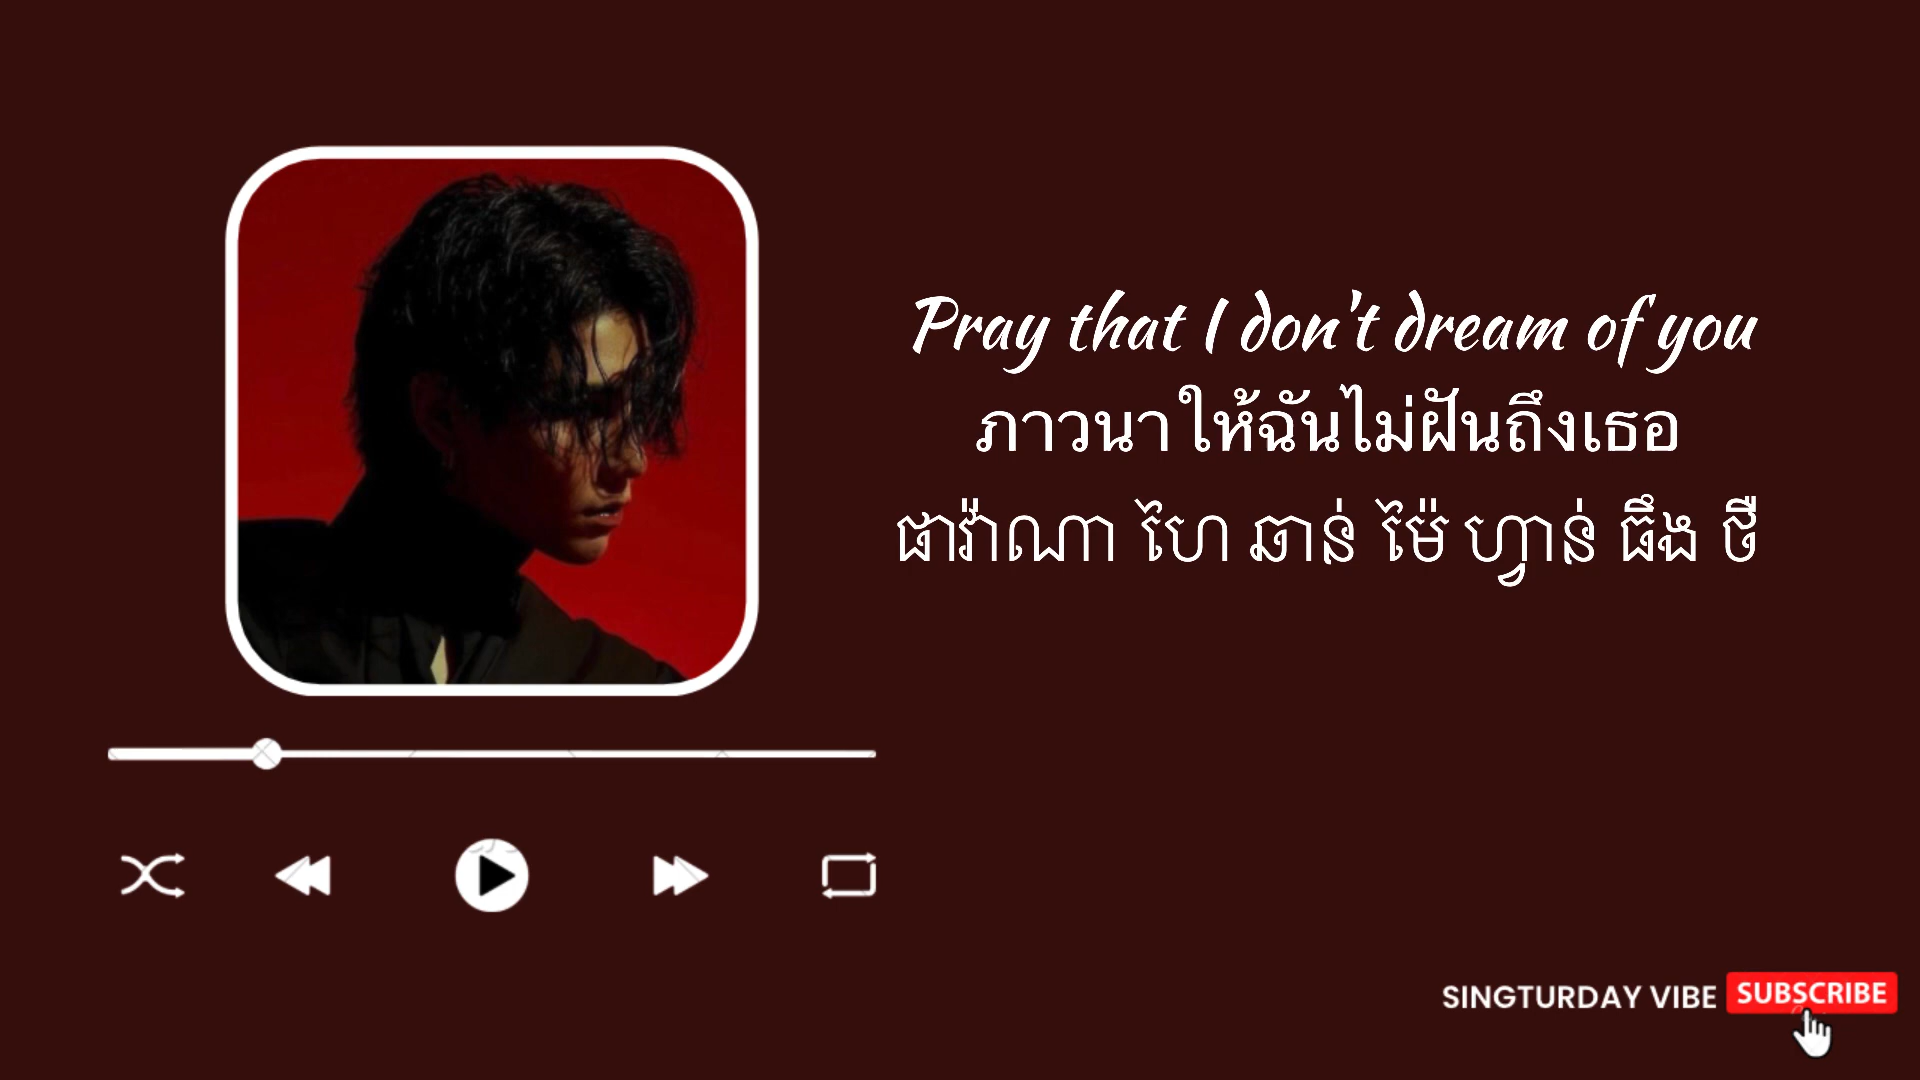 Pray that I don't dream of you
ภาวนาให้ฉันไม่ฝันถึงเธอ
ផាវ៉ាណា ហៃ ឆាន់ ម៉ៃ ហ្វាន់ ធឹង ថឺ
SINGTURDAY VIBE SUBSCRIBE